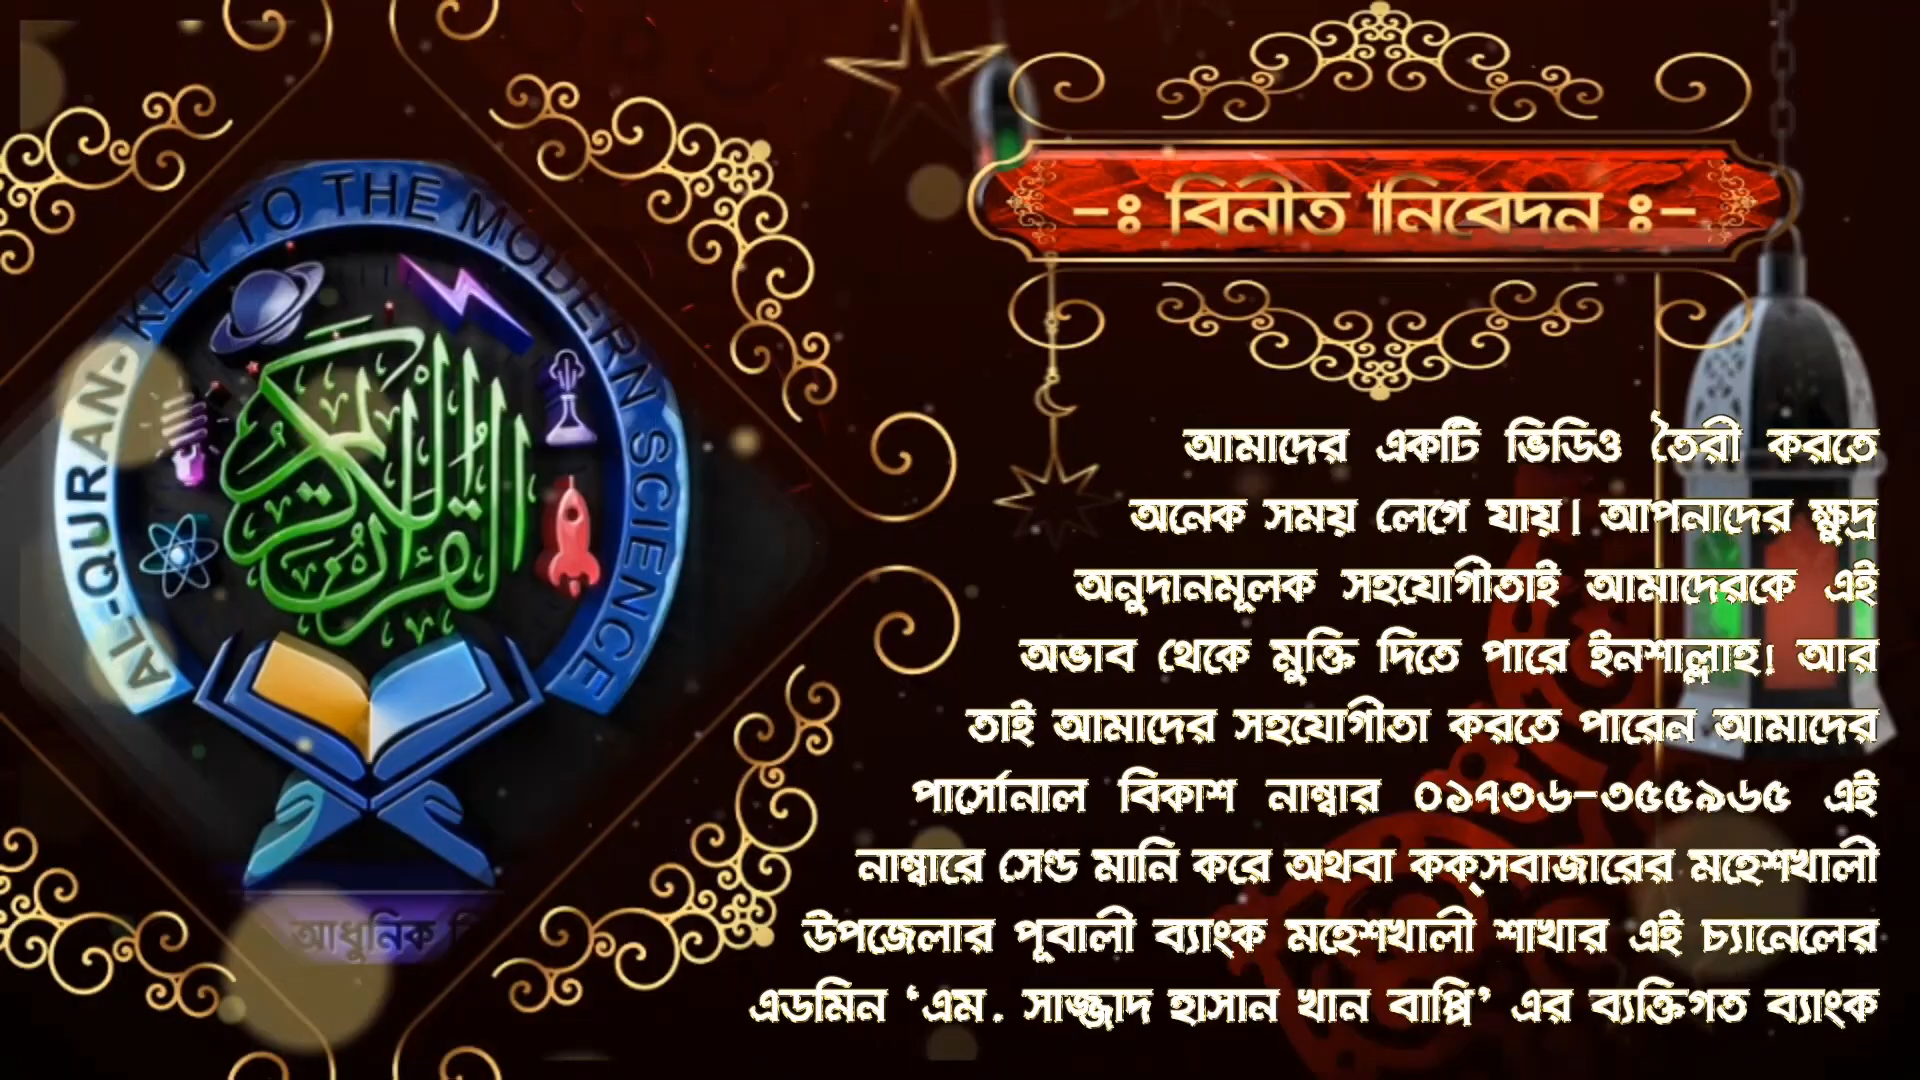 AL-QURAN- KEY TO THE MODERN SCIENCE
القرآن الكريم
আধুনিক
-ঃ বিনীত নিবেদন ঃ-
আমাদের একটি ভিডিও তৈরী করতে
অনেক সময় লেগে যায়। আপনাদের ক্ষুদ্র
অনুদানমূলক সহযোগীতাই আমাদেরকে এই
অভাব থেকে মুক্তি দিতে পারে ইনশাল্লাহ। আর
তাই আমাদের সহযোগীতা করতে পারেন আমাদের
পার্সোনাল বিকাশ নাম্বার ০১৭৩৬-৩৫৫৯৬৫ এই
নাম্বারে সেণ্ড মানি করে অথবা কক্সবাজারের মহেশখালী
উপজেলার পূবালী ব্যাংক মহেশখালী শাখার এই চ্যানেলের
এডমিন ‘এম. সাজ্জাদ হাসান খান বাপ্পি’ এর ব্যক্তিগত ব্যাংক